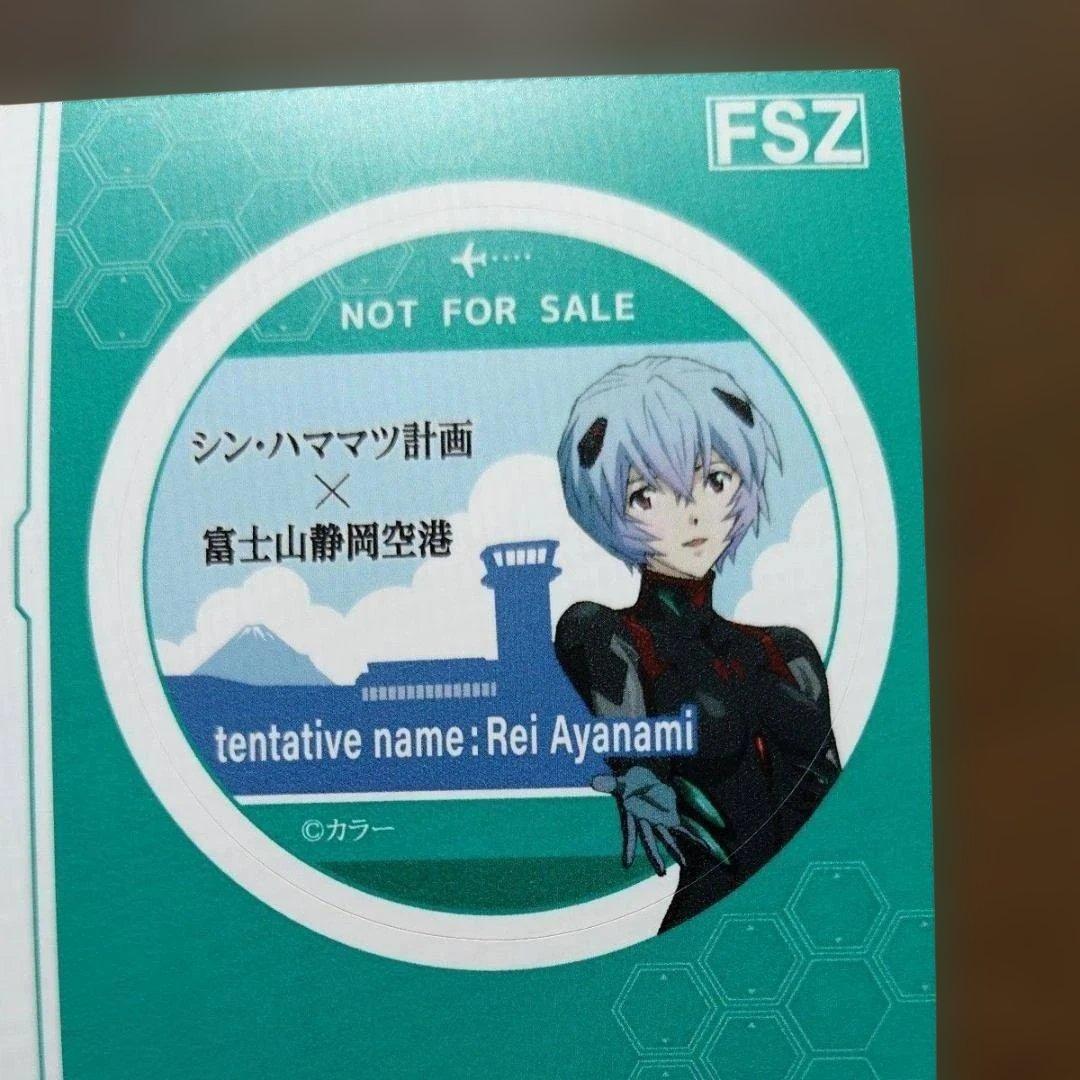 FSZ
NOT FOR SALE
シン・ハママツ計画
×
富士山静岡空港
tentative name:Rei Ayanami
©カラー